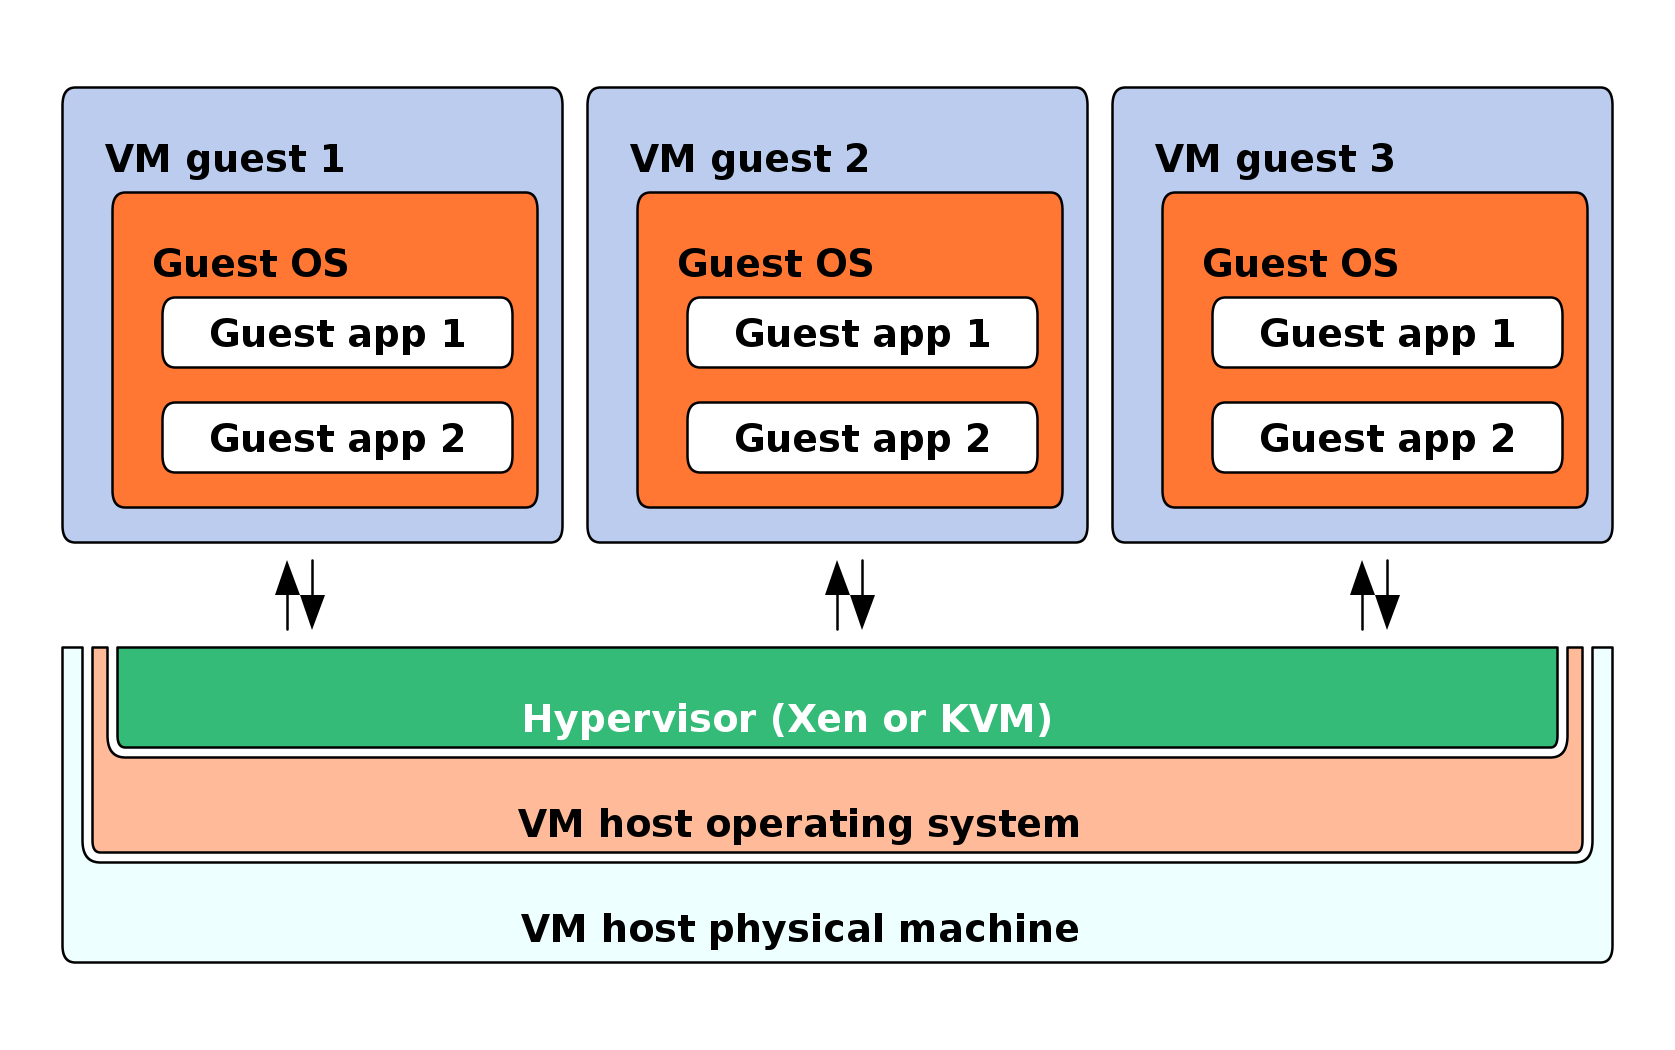 VM guest 1
Guest OS
Guest app 1
Guest app 2
VM guest 2
Guest OS
Guest app 1
Guest app 2
VM guest 3
Guest OS
Guest app 1
Guest app 2
Hypervisor (Xen or KVM)
VM host operating system
VM host physical machine